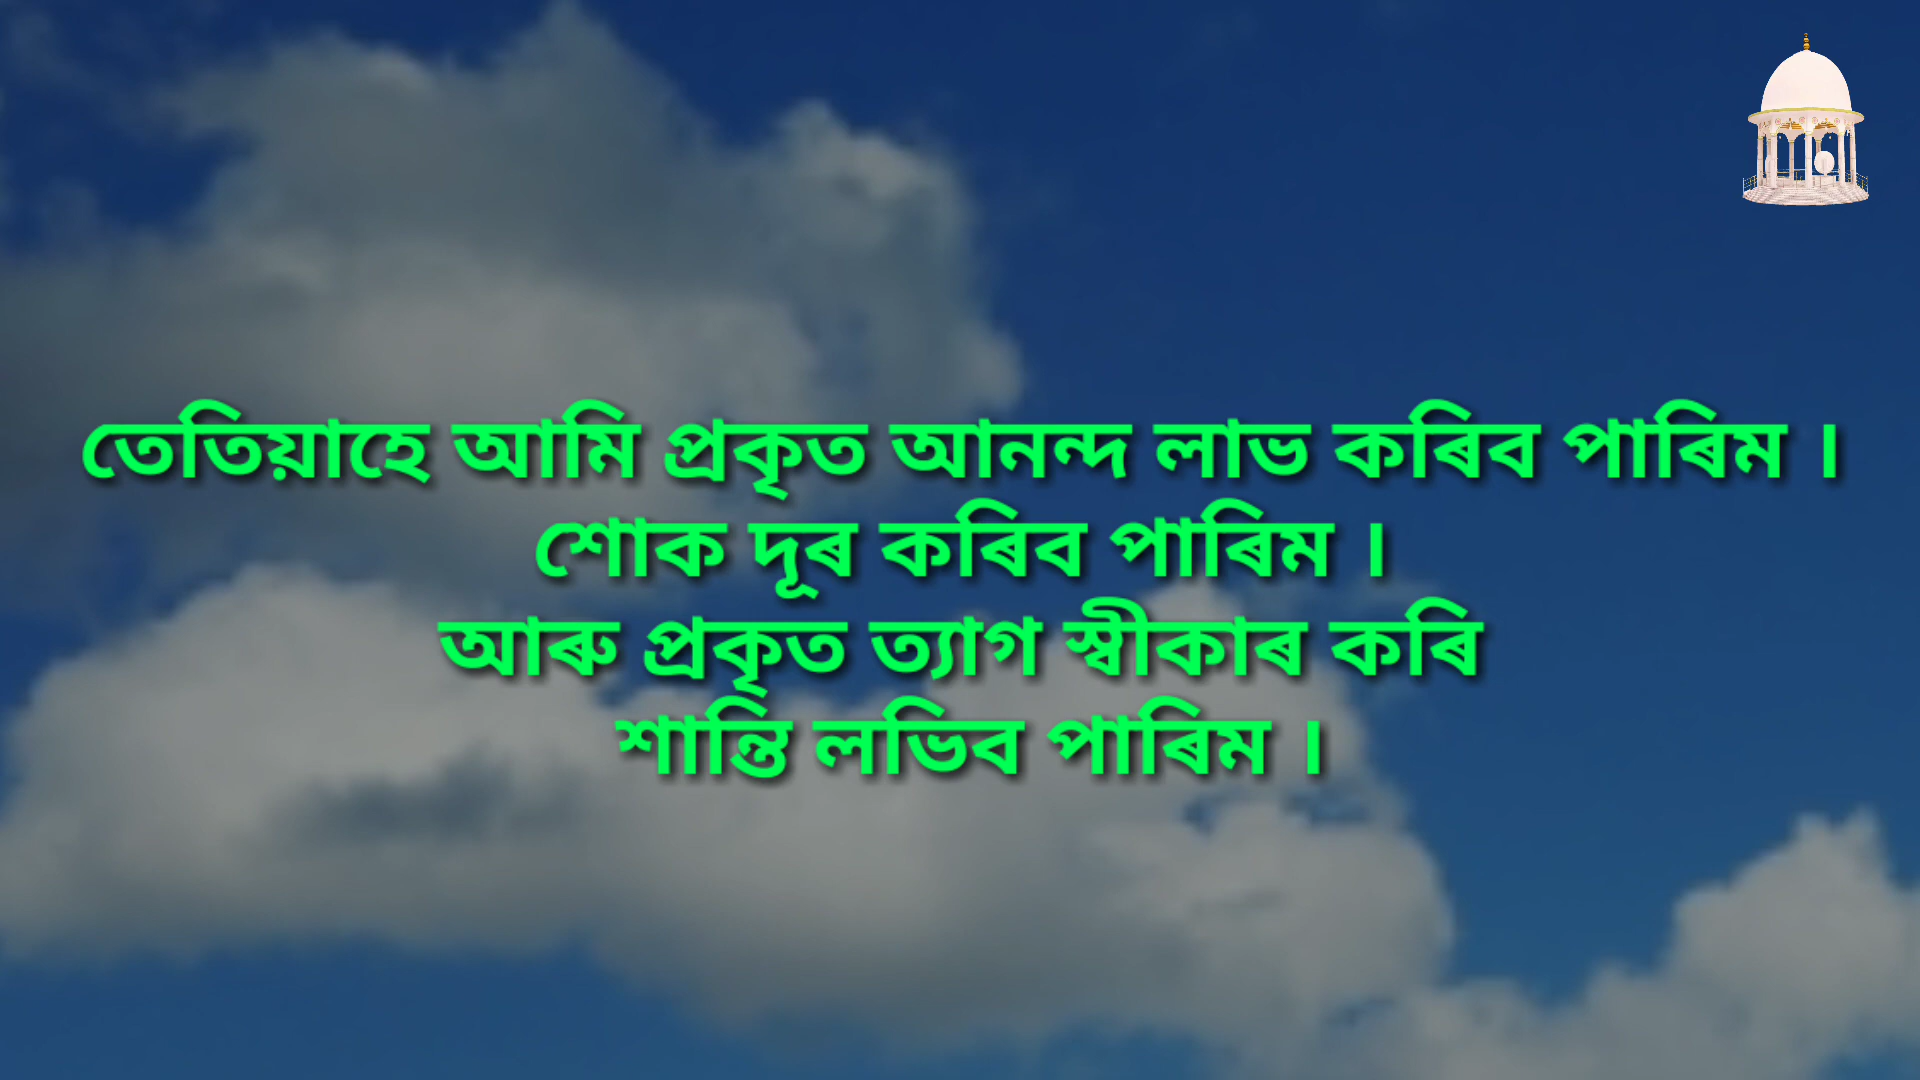 তেতিয়াহে আমি প্ৰকৃত আনন্দ লাভ কৰিব পাৰিম ।
শোক দূৰ কৰিব পাৰিম ।
আৰু প্ৰকৃত ত্যাগ স্বীকাৰ কৰি
শান্তি লভিব পাৰিম ।